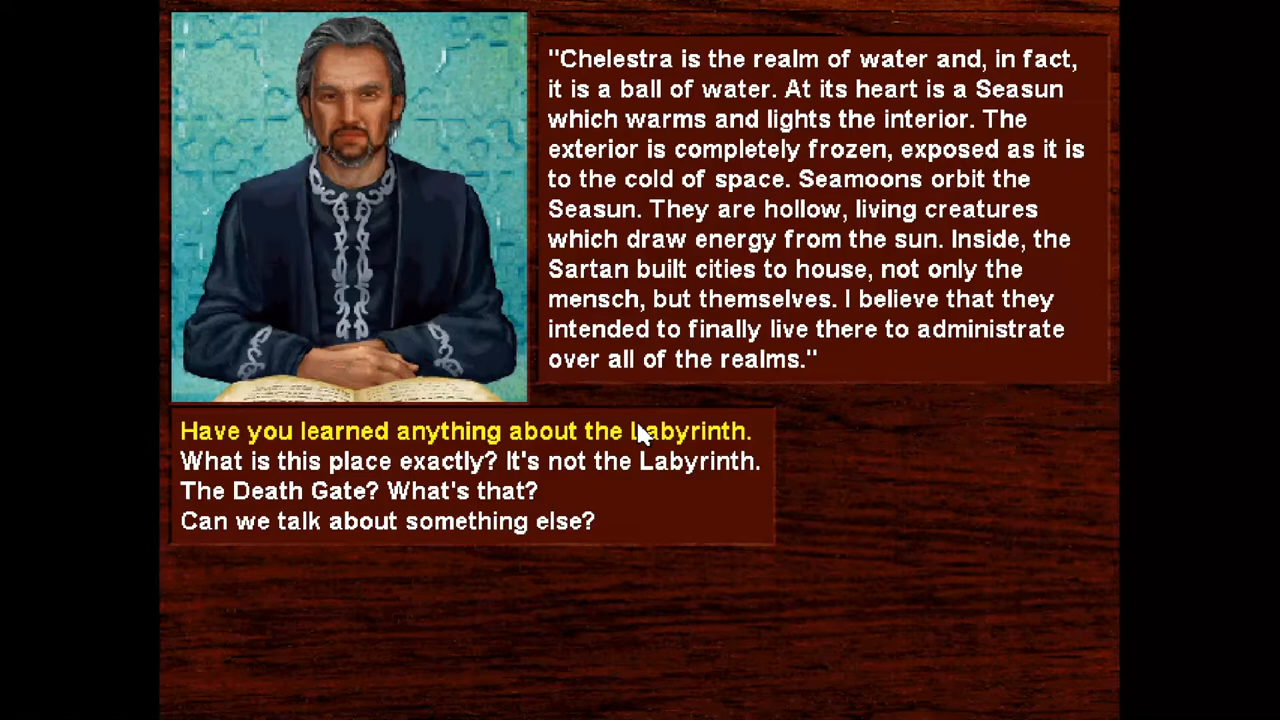 "Chelestra is the realm of water and, in fact,
it is a ball of water. At its heart is a Seasun
which warms and lights the interior. The
exterior is completely frozen, exposed as it is
to the cold of space. Seamoons orbit the
Seasun. They are hollow, living creatures
which draw energy from the sun. Inside, the
Sartan built cities to house, not only the
mensch, but themselves. I believe that they
intended to finally live there to administrate
over all of the realms."
Have you learned anything about the Labyrinth.
What is this place exactly? It's not the Labyrinth.
The Death Gate? What's that?
Can we talk about something else?